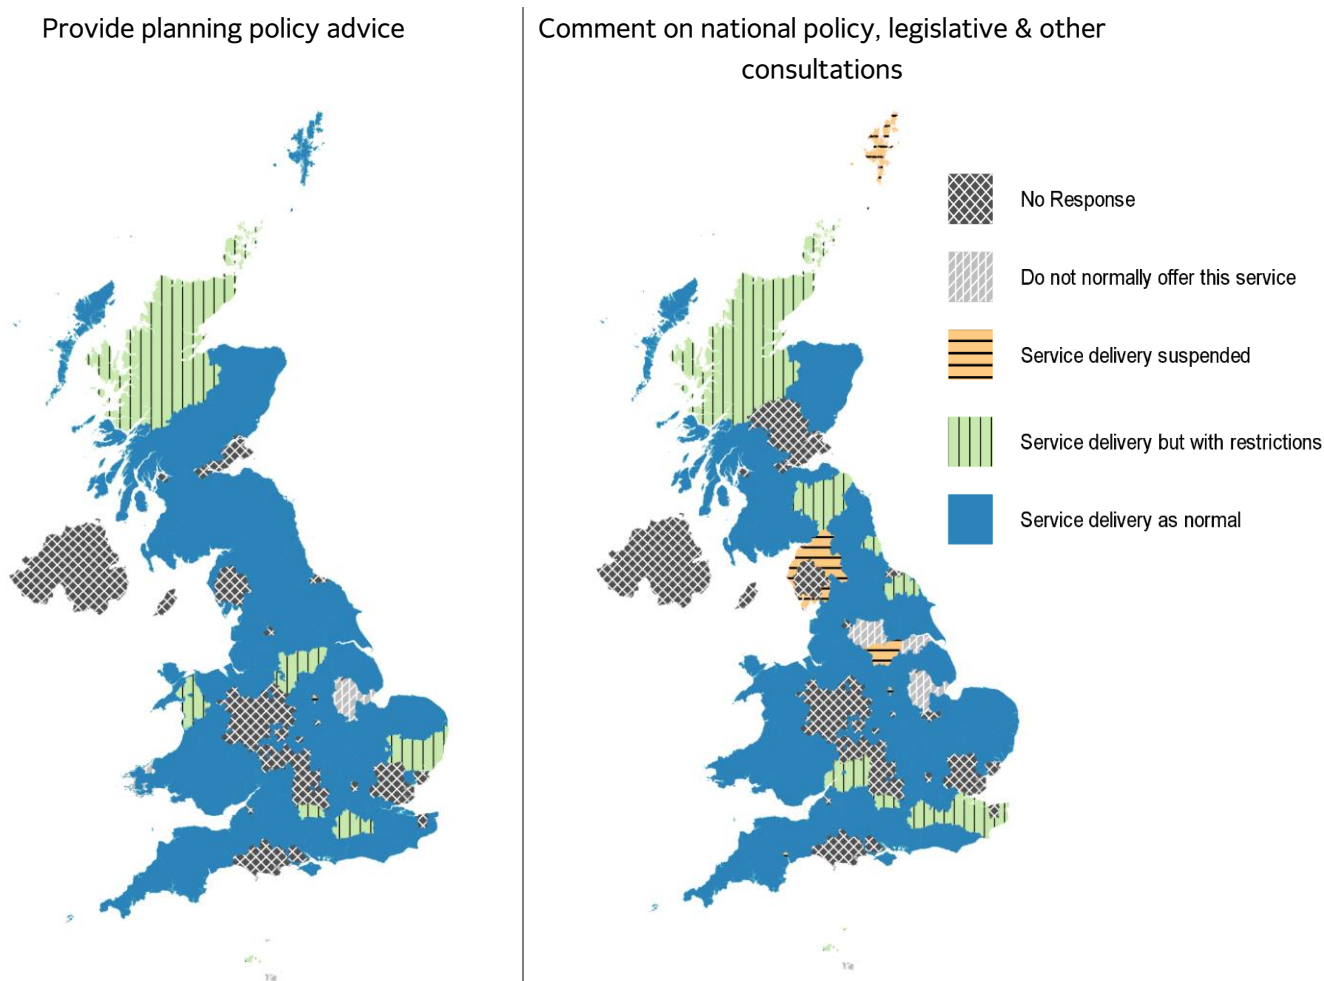 Provide planning policy advice
Comment on national policy, legislative & other
consultations
No Response
Do not normally offer this service
Service delivery suspended
Service delivery but with restrictions
Service delivery as normal